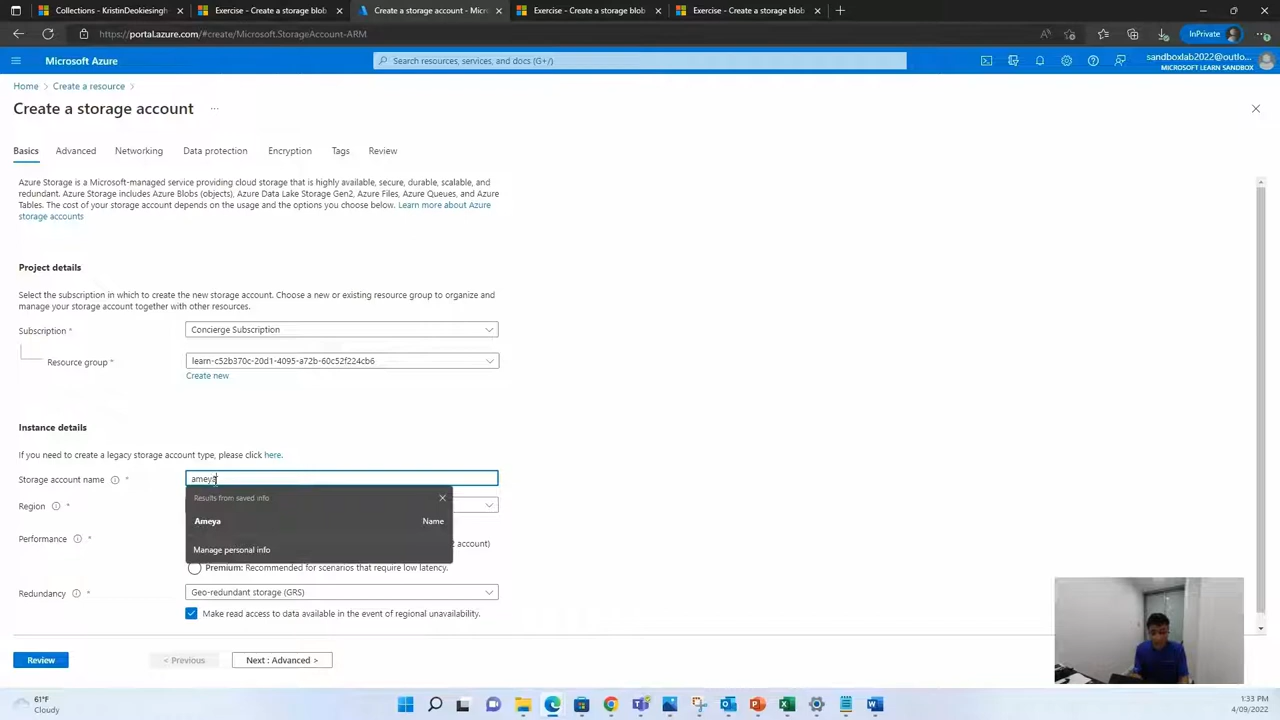 Collections - KristinDeokiesingh
Exercise - Create a storage blob
Create a storage account - Micro
Exercise - Create a storage blob
Exercise - Create a storage blob
https://portal.azure.com/#create/Microsoft.StorageAccount-ARM
InPrivate
Microsoft Azure
Search resources, services, and docs (G+/)
sandboxlab2022@outlo...
MICROSOFT LEARN SANDBOX
Home > Create a resource >
Create a storage account ...
Basics Advanced Networking Data protection Encryption Tags Review
Azure Storage is a Microsoft-managed service providing cloud storage that is highly available, secure, durable, scalable, and
redundant. Azure Storage includes Azure Blobs (objects), Azure Data Lake Storage Gen2, Azure Files, Azure Queues, and Azure
Tables. The cost of your storage account depends on the usage and the options you choose below. Learn more about Azure
storage accounts
Project details
Select the subscription in which to create the new storage account. Choose a new or existing resource group to organize and
manage your storage account together with other resources.
Subscription *
Concierge Subscription
Resource group *
learn-c52b370c-20d1-4095-a72b-60c52f224cb6
Create new
Instance details
If you need to create a legacy storage account type, please click here.
Storage account name
ameya
Results from saved info
Region *
Ameya Name
Performance *
2 account)
Manage personal info
Premium: Recommended for scenarios that require low latency.
Redundancy *
Geo-redundant storage (GRS)
Make read access to data available in the event of regional unavailability.
Review
< Previous
Next : Advanced >
61°F
Cloudy
1:33 PM
4/09/2022